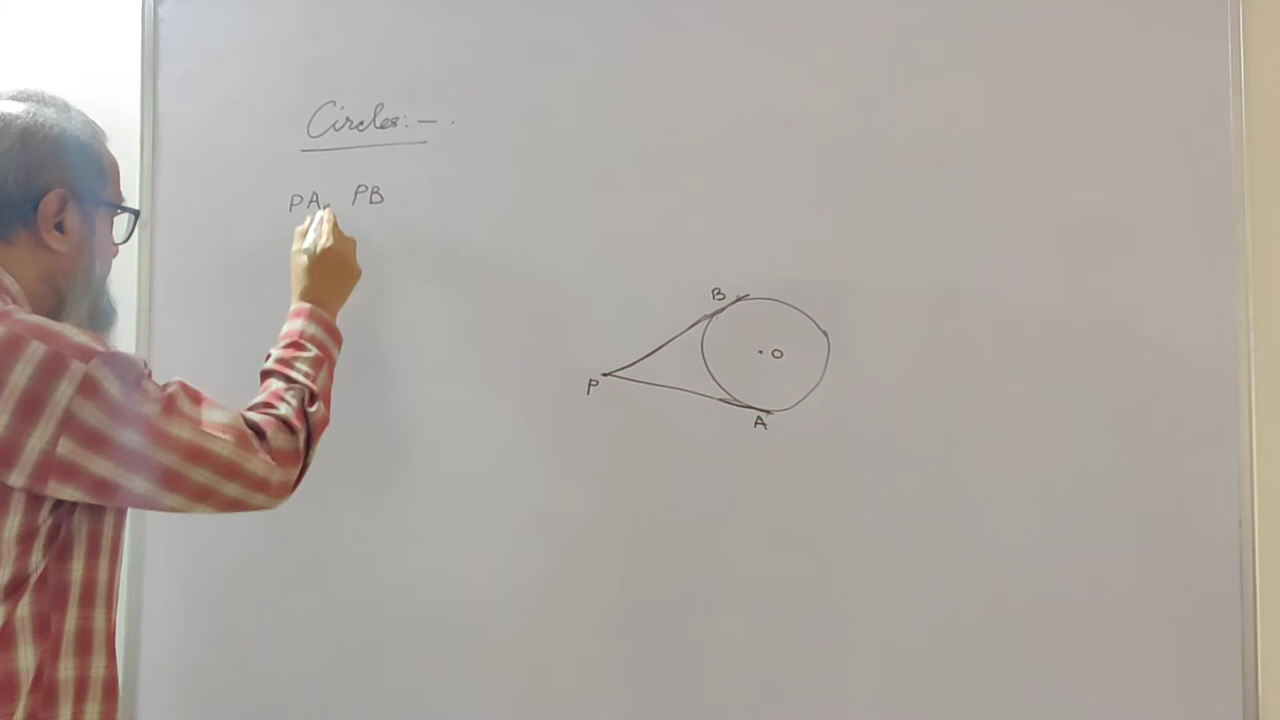 Circles:- .
PA, PB
B
O
P
A